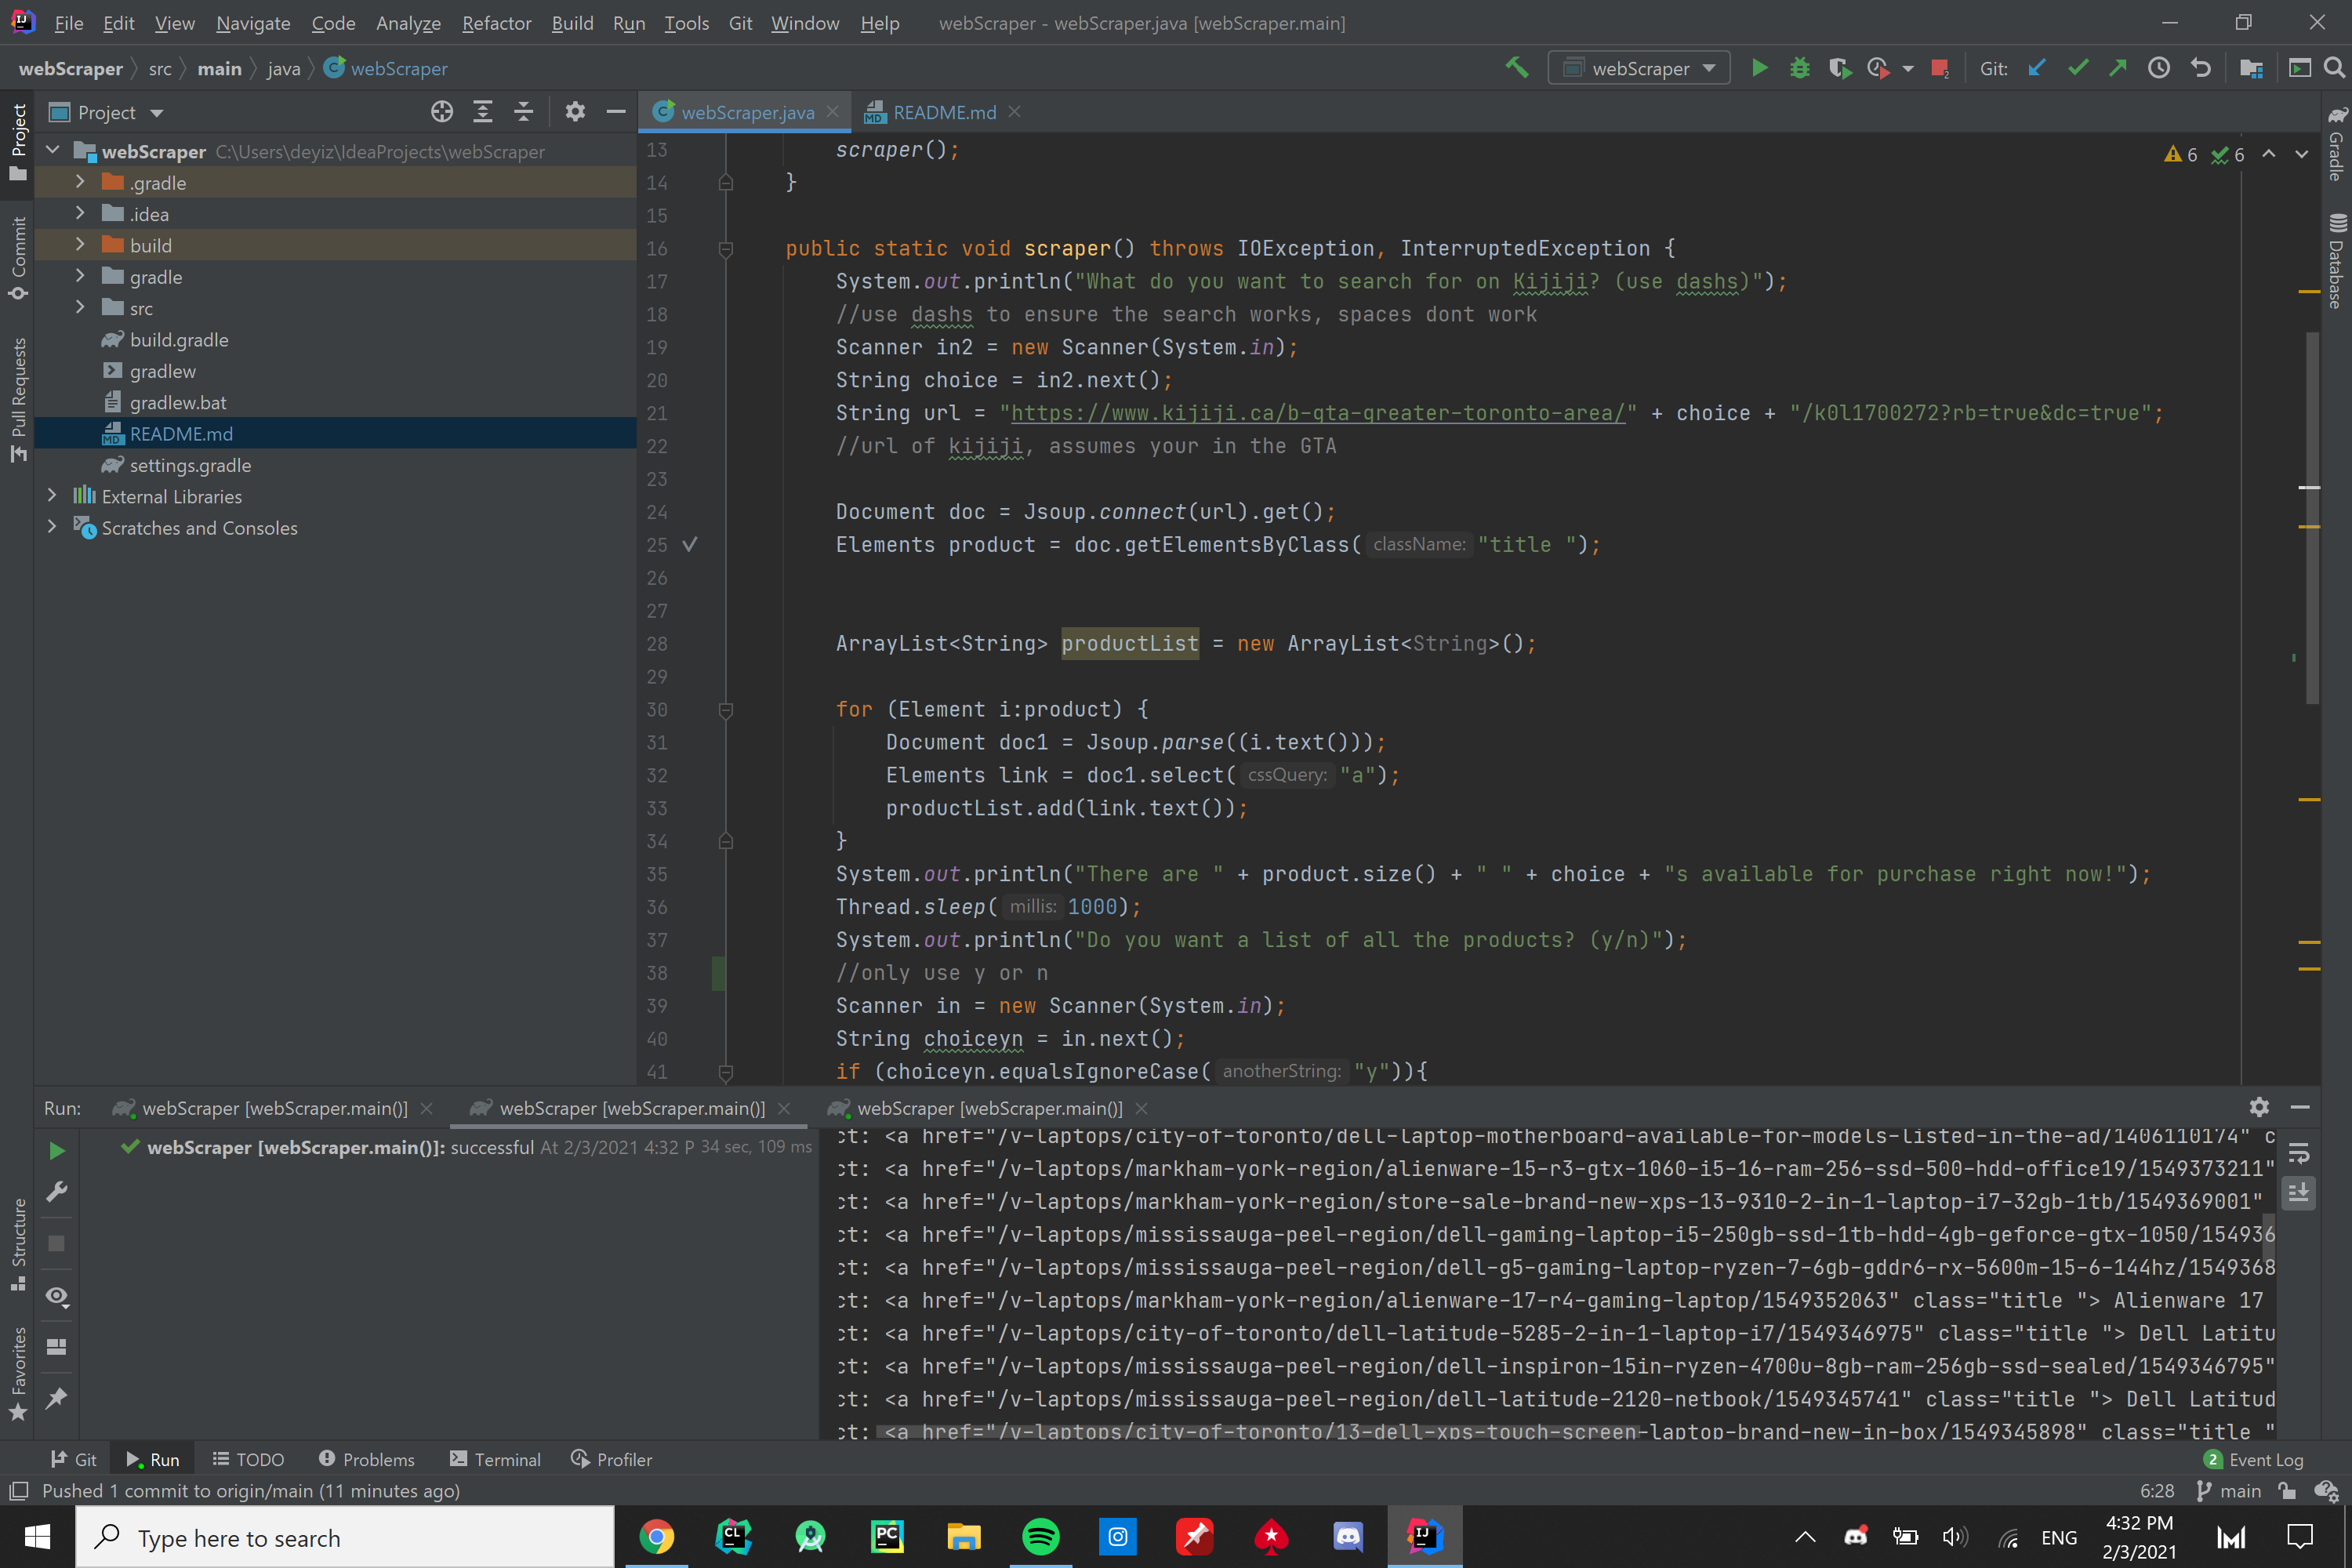 File Edit View Navigate Code Analyze Refactor Build Run Tools Git Window Help webScraper - webScraper.java [webScraper.main]
webScraper src main java webScraper
webScraper Git:
Project
webScraper.java
README.md
webScraper C:\Users\deyiz\IdeaProjects\webScraper
.gradle
.idea
build
gradle
src
build.gradle
gradlew
gradlew.bat
README.md
settings.gradle
External Libraries
Scratches and Consoles
Project
Commit
Pull Requests
Structure
Favorites
Gradle
Database
6 6
13 scraper();
14 }
15
16 public static void scraper() throws IOException, InterruptedException {
17 System.out.println("What do you want to search for on Kijiji? (use dashs)");
18 //use dashs to ensure the search works, spaces dont work
19 Scanner in2 = new Scanner(System.in);
20 String choice = in2.next();
21 String url = "https://www.kijiji.ca/b-gta-greater-toronto-area/" + choice + "/k0l1700272?rb=true&dc=true";
22 //url of kijiji, assumes your in the GTA
23
24 Document doc = Jsoup.connect(url).get();
25 Elements product = doc.getElementsByClass( className: "title ");
26
27
28 ArrayList<String> productList = new ArrayList<String>();
29
30 for (Element i:product) {
31 Document doc1 = Jsoup.parse((i.text()));
32 Elements link = doc1.select( cssQuery: "a");
33 productList.add(link.text());
34 }
35 System.out.println("There are " + product.size() + " " + choice + "s available for purchase right now!");
36 Thread.sleep( millis: 1000);
37 System.out.println("Do you want a list of all the products? (y/n)");
38 //only use y or n
39 Scanner in = new Scanner(System.in);
40 String choiceyn = in.next();
41 if (choiceyn.equalsIgnoreCase( anotherString: "y")){
Run: webScraper [webScraper.main()] webScraper [webScraper.main()] webScraper [webScraper.main()]
webScraper [webScraper.main()]: successful At 2/3/2021 4:32 P 34 sec, 109 ms
ct: <a href="/v-laptops/city-of-toronto/dell-laptop-motherboard-available-for-models-listed-in-the-ad/1406110174" c
ct: <a href="/v-laptops/markham-york-region/alienware-15-r3-gtx-1060-i5-16-ram-256-ssd-500-hdd-office19/1549373211"
ct: <a href="/v-laptops/markham-york-region/store-sale-brand-new-xps-13-9310-2-in-1-laptop-i7-32gb-1tb/1549369001"
ct: <a href="/v-laptops/mississauga-peel-region/dell-gaming-laptop-i5-250gb-ssd-1tb-hdd-4gb-geforce-gtx-1050/154936
ct: <a href="/v-laptops/mississauga-peel-region/dell-g5-gaming-laptop-ryzen-7-6gb-gddr6-rx-5600m-15-6-144hz/1549368
ct: <a href="/v-laptops/markham-york-region/alienware-17-r4-gaming-laptop/1549352063" class="title "> Alienware 17
ct: <a href="/v-laptops/city-of-toronto/dell-latitude-5285-2-in-1-laptop-i7/1549346975" class="title "> Dell Latitu
ct: <a href="/v-laptops/mississauga-peel-region/dell-inspiron-15in-ryzen-4700u-8gb-ram-256gb-ssd-sealed/1549346795"
ct: <a href="/v-laptops/mississauga-peel-region/dell-latitude-2120-netbook/1549345741" class="title "> Dell Latitud
ct: <a href="/v-laptops/city-of-toronto/13-dell-xps-touch-screen-laptop-brand-new-in-box/1549345898" class="title "
Git Run TODO Problems Terminal Profiler 2 Event Log
Pushed 1 commit to origin/main (11 minutes ago) 6:28 main
Type here to search
ENG
4:32 PM
2/3/2021